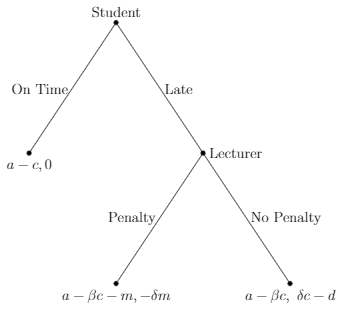 Student
On Time
Late
a − c, 0
Lecturer
Penalty
No Penalty
a − βc − m, −δm
a − βc, δc − d